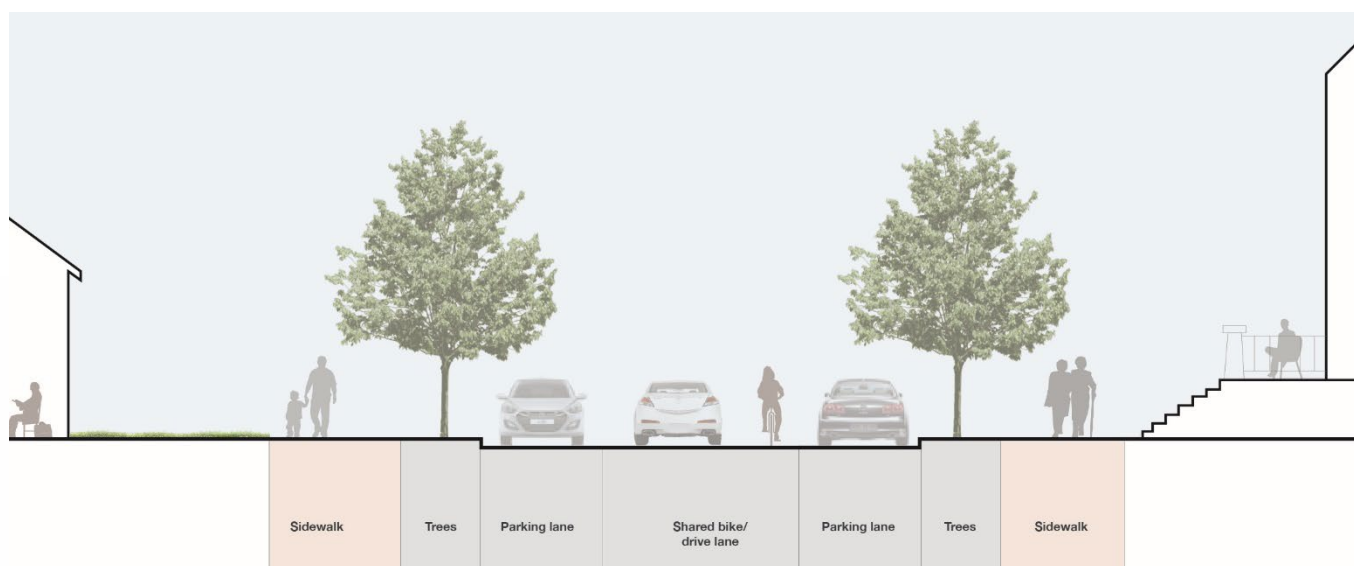 Sidewalk
Trees
Parking lane
Shared bike/
drive lane
Parking lane
Trees
Sidewalk